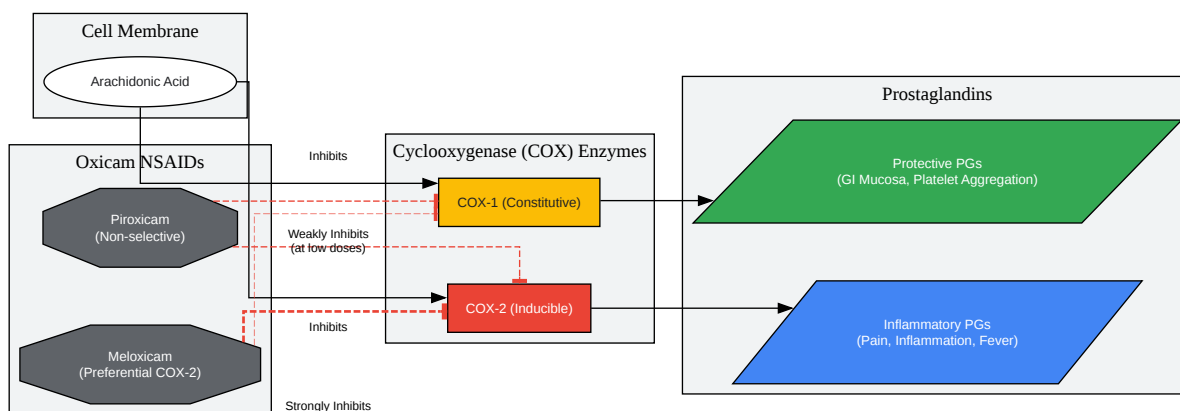 Cell Membrane
Arachidonic Acid
Oxicam NSAIDs
Piroxicam
(Non-selective)
Meloxicam
(Preferential COX-2)
Inhibits
Weakly Inhibits
(at low doses)
Inhibits
Strongly Inhibits
Cyclooxygenase (COX) Enzymes
COX-1 (Constitutive)
COX-2 (Inducible)
Prostaglandins
Protective PGs
(GI Mucosa, Platelet Aggregation)
Inflammatory PGs
(Pain, Inflammation, Fever)